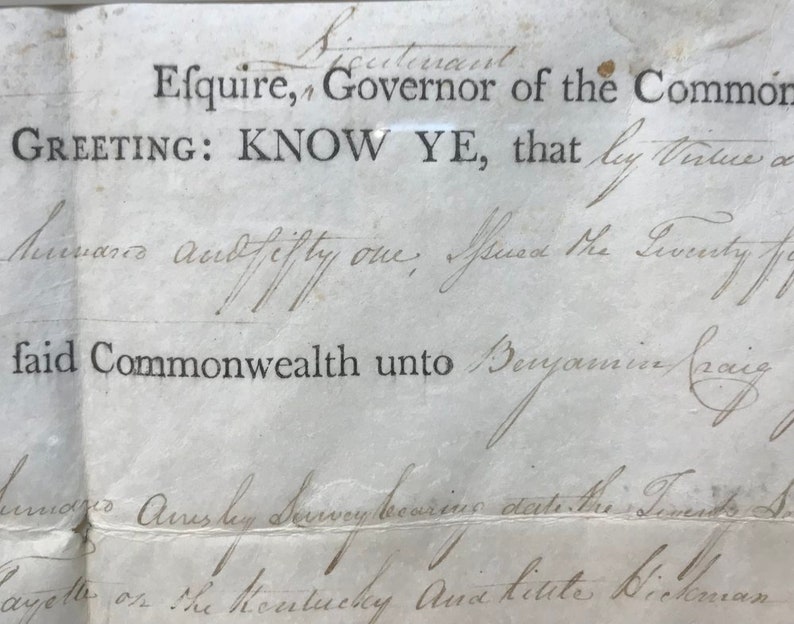 Lieutenant
Eſquire, ‸ Governor of the Common
GREETING: KNOW YE, that by Virtue
hundred and fifty one, Iſsued the Twenty
ſaid Commonwealth unto Benjamin Craig
hundred Acres by Survey bearing date the Twenty
Fayette on the Kentucky and little Hickman